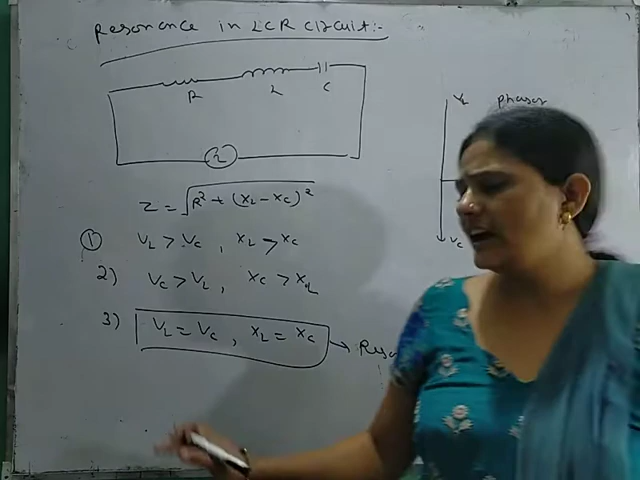 Resonance in LCR Circuit:-
R L C
VL phasor
Z = √R² + (XL - XC)²
① VL > VC , XL > XC
VC
2) VC > VL , XC > XL
3) VL = VC , XL = XC →